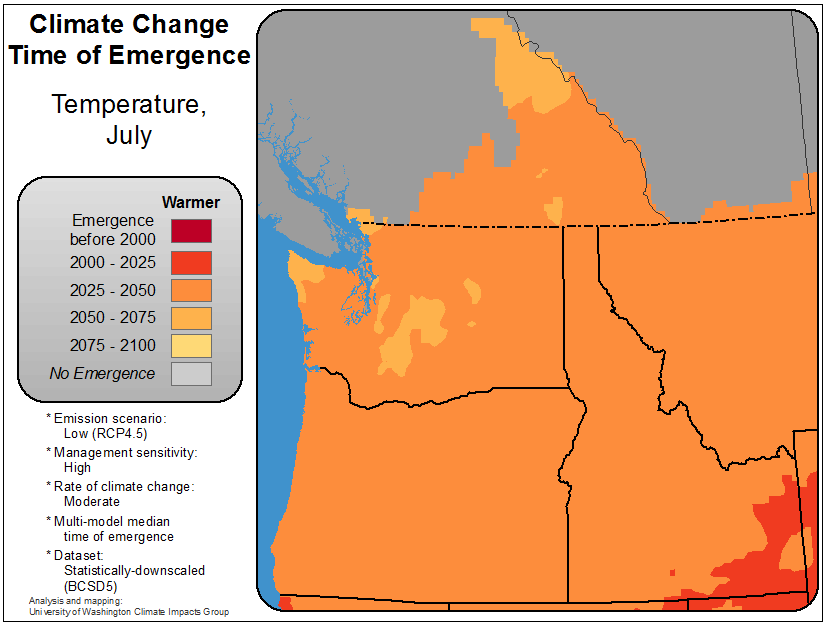 Climate Change
Time of Emergence
Temperature,
July
Warmer
Emergence
before 2000
2000 - 2025
2025 - 2050
2050 - 2075
2075 - 2100
No Emergence
* Emission scenario:
Low (RCP4.5)
* Management sensitivity:
High
* Rate of climate change:
Moderate
* Multi-model median
time of emergence
* Dataset:
Statistically-downscaled
(BCSD5)
Analysis and mapping:
University of Washington Climate Impacts Group